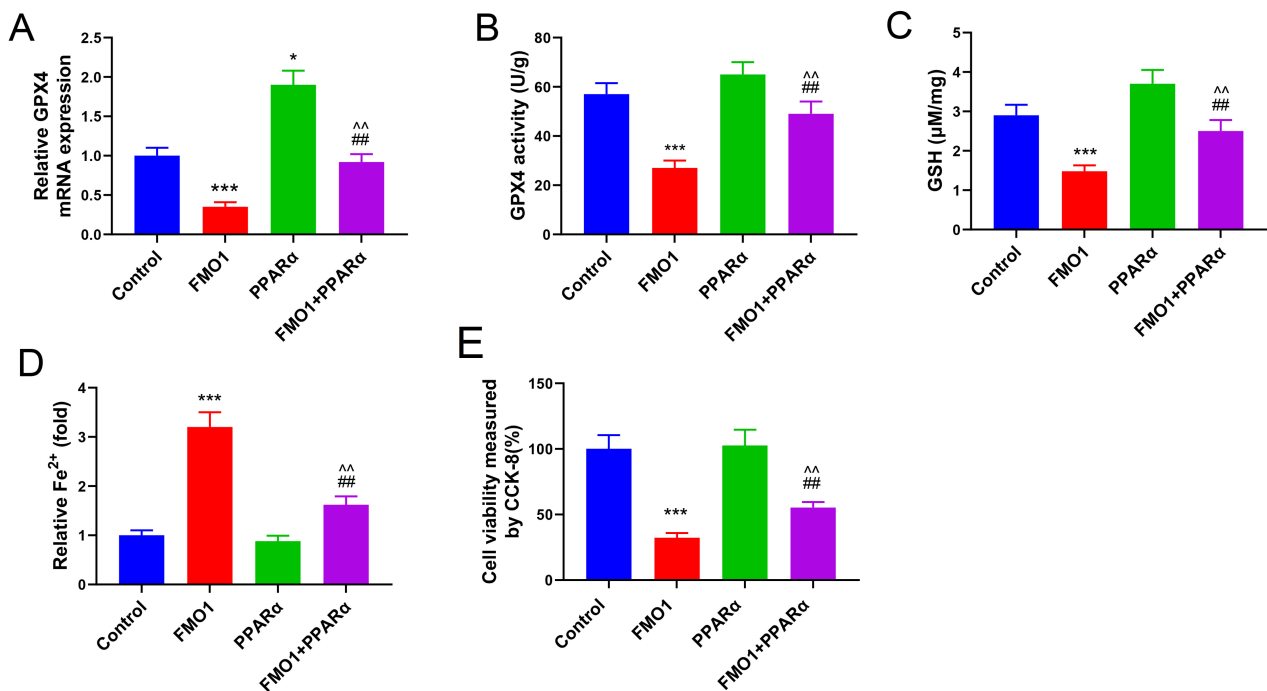 A
Relative GPX4
mRNA expression
2.5
2.0
1.5
1.0
0.5
0.0
***
*
^^
##
Control
FMO1
PPARα
FMO1+PPARα
B
GPX4 activity (U/g)
80
60
40
20
0
***
^^
##
Control
FMO1
PPARα
FMO1+PPARα
C
GSH (μM/mg)
5
4
3
2
1
0
***
^^
##
Control
FMO1
PPARα
FMO1+PPARα
D
Relative Fe²⁺ (fold)
4
3
2
1
0
***
^^
##
Control
FMO1
PPARα
FMO1+PPARα
E
Cell viability measured
by CCK-8(%)
150
100
50
0
***
^^
##
Control
FMO1
PPARα
FMO1+PPARα